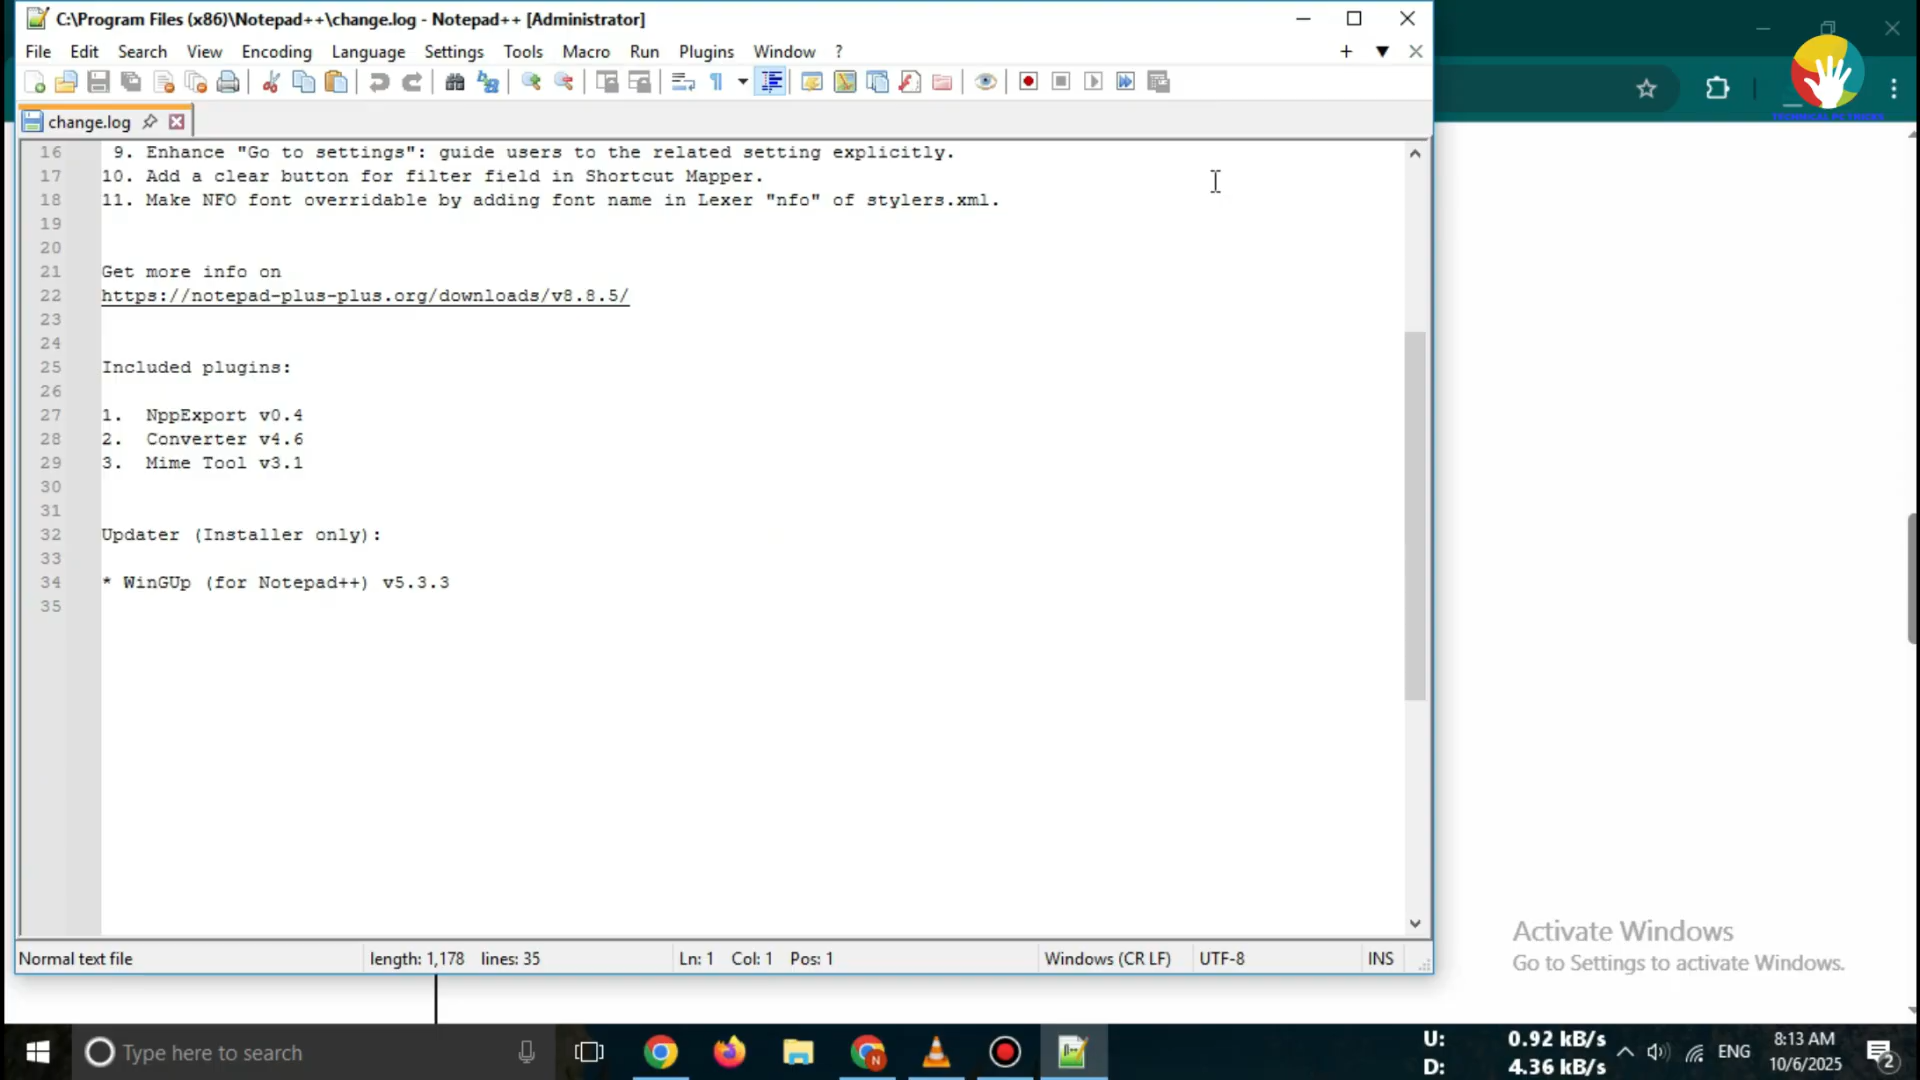 C:\Program Files (x86)\Notepad++\change.log - Notepad++ [Administrator]
File Edit Search View Encoding Language Settings Tools Macro Run Plugins Window ?
change.log
16 9. Enhance "Go to settings": guide users to the related setting explicitly.
17 10. Add a clear button for filter field in Shortcut Mapper.
18 11. Make NFO font overridable by adding font name in Lexer "nfo" of stylers.xml.
19
20
21 Get more info on
22 https://notepad-plus-plus.org/downloads/v8.8.5/
23
24
25 Included plugins:
26
27 1. NppExport v0.4
28 2. Converter v4.6
29 3. Mime Tool v3.1
30
31
32 Updater (Installer only):
33
34 * WinGUp (for Notepad++) v5.3.3
35
Normal text file length: 1,178 lines: 35 Ln: 1 Col: 1 Pos: 1 Windows (CR LF) UTF-8 INS
Activate Windows
Go to Settings to activate Windows.
Type here to search
U: 0.92 kB/s
D: 4.36 kB/s
ENG
8:13 AM
10/6/2025
2
N